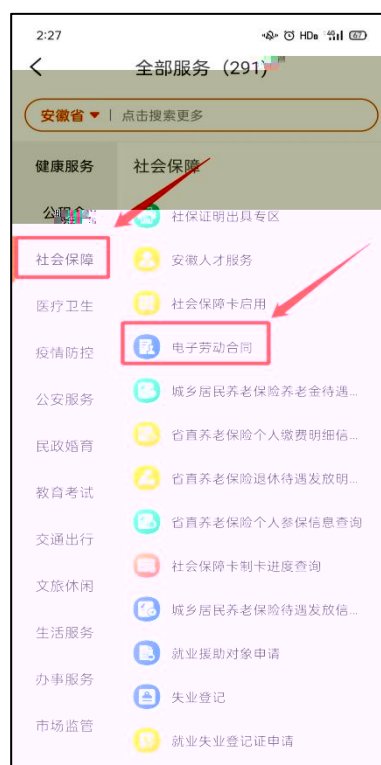 2:27 HD 4G 67
全部服务（291）
安徽省 点击搜索更多
健康服务 社会保障
社保证明出具专区
社会保障 安徽人才服务
医疗卫生 社会保障卡启用
疫情防控 电子劳动合同
公安服务 城乡居民养老保险养老金待遇...
民政婚育 省直养老保险个人缴费明细信...
教育考试 省直养老保险退休待遇发放明...
交通出行 省直养老保险个人参保信息查询
文旅休闲 社会保障卡制卡进度查询
生活服务 城乡居民养老保险待遇发放信...
办事服务 就业援助对象申请
市场监管 失业登记
就业失业登记证申请